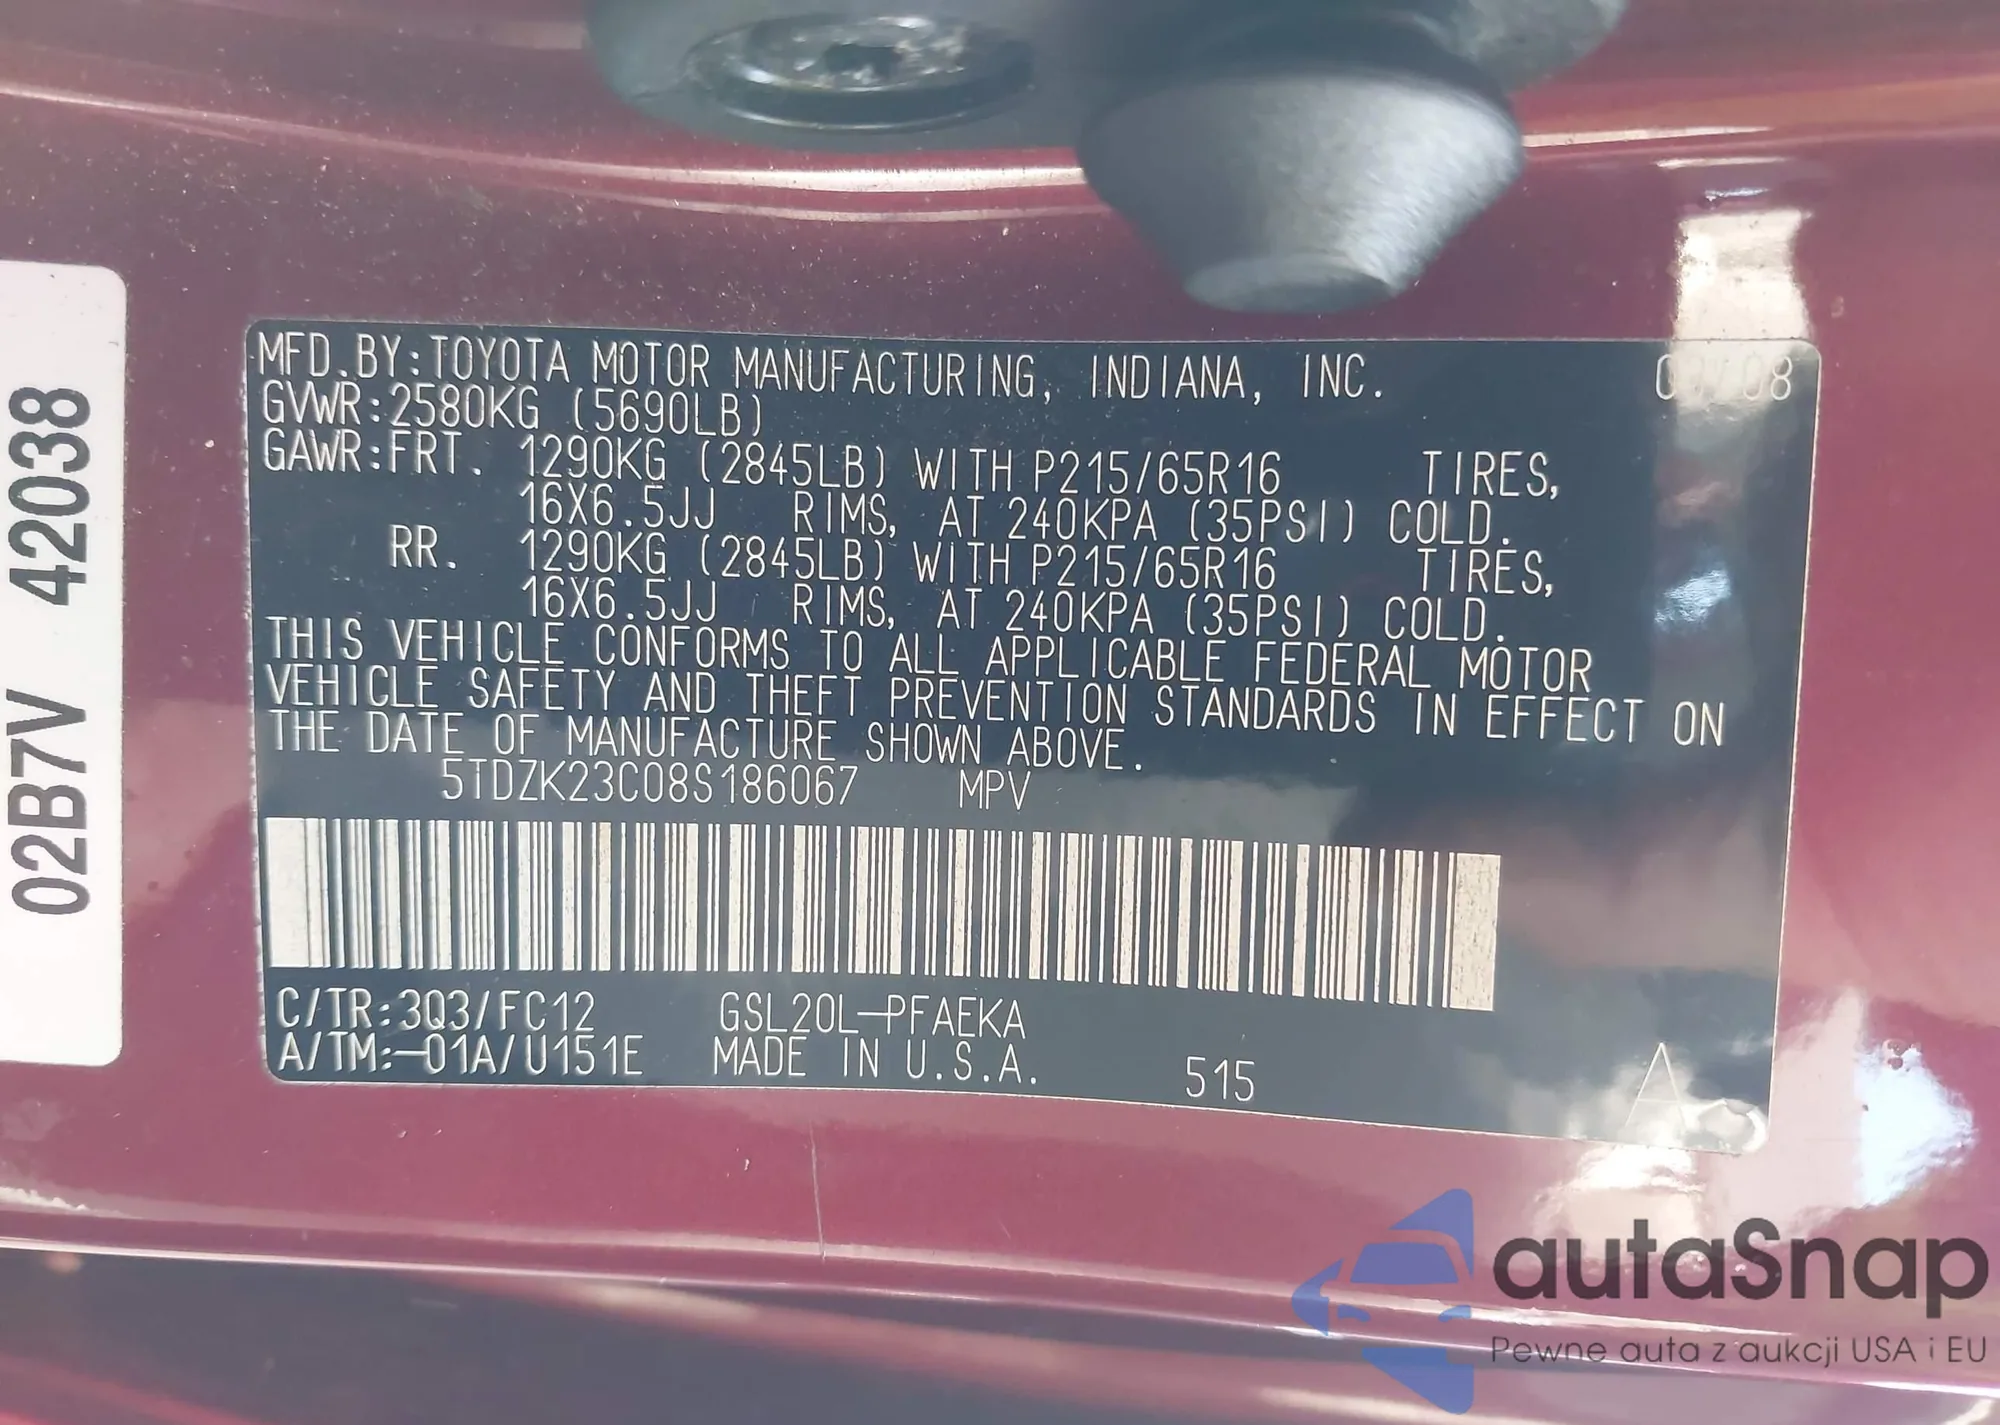 MFD.BY:TOYOTA MOTOR MANUFACTURING, INDIANA, INC.
GVWR:2580KG (5690LB)
GAWR:FRT. 1290KG (2845LB) WITH P215/65R16 TIRES,
16X6.5JJ RIMS, AT 240KPA (35PSI) COLD.
RR. 1290KG (2845LB) WITH P215/65R16 TIRES,
16X6.5JJ RIMS, AT 240KPA (35PSI) COLD.
THIS VEHICLE CONFORMS TO ALL APPLICABLE FEDERAL MOTOR
VEHICLE SAFETY AND THEFT PREVENTION STANDARDS IN EFFECT ON
THE DATE OF MANUFACTURE SHOWN ABOVE.
5TDZK23C08S186067 MPV
C/TR:3Q3/FC12 GSL20L-PFAEKA
A/TM:-01A/U151E MADE IN U.S.A. 515 A
02B7V 42038
autaSnap
Pewne auta z aukcji USA i EU